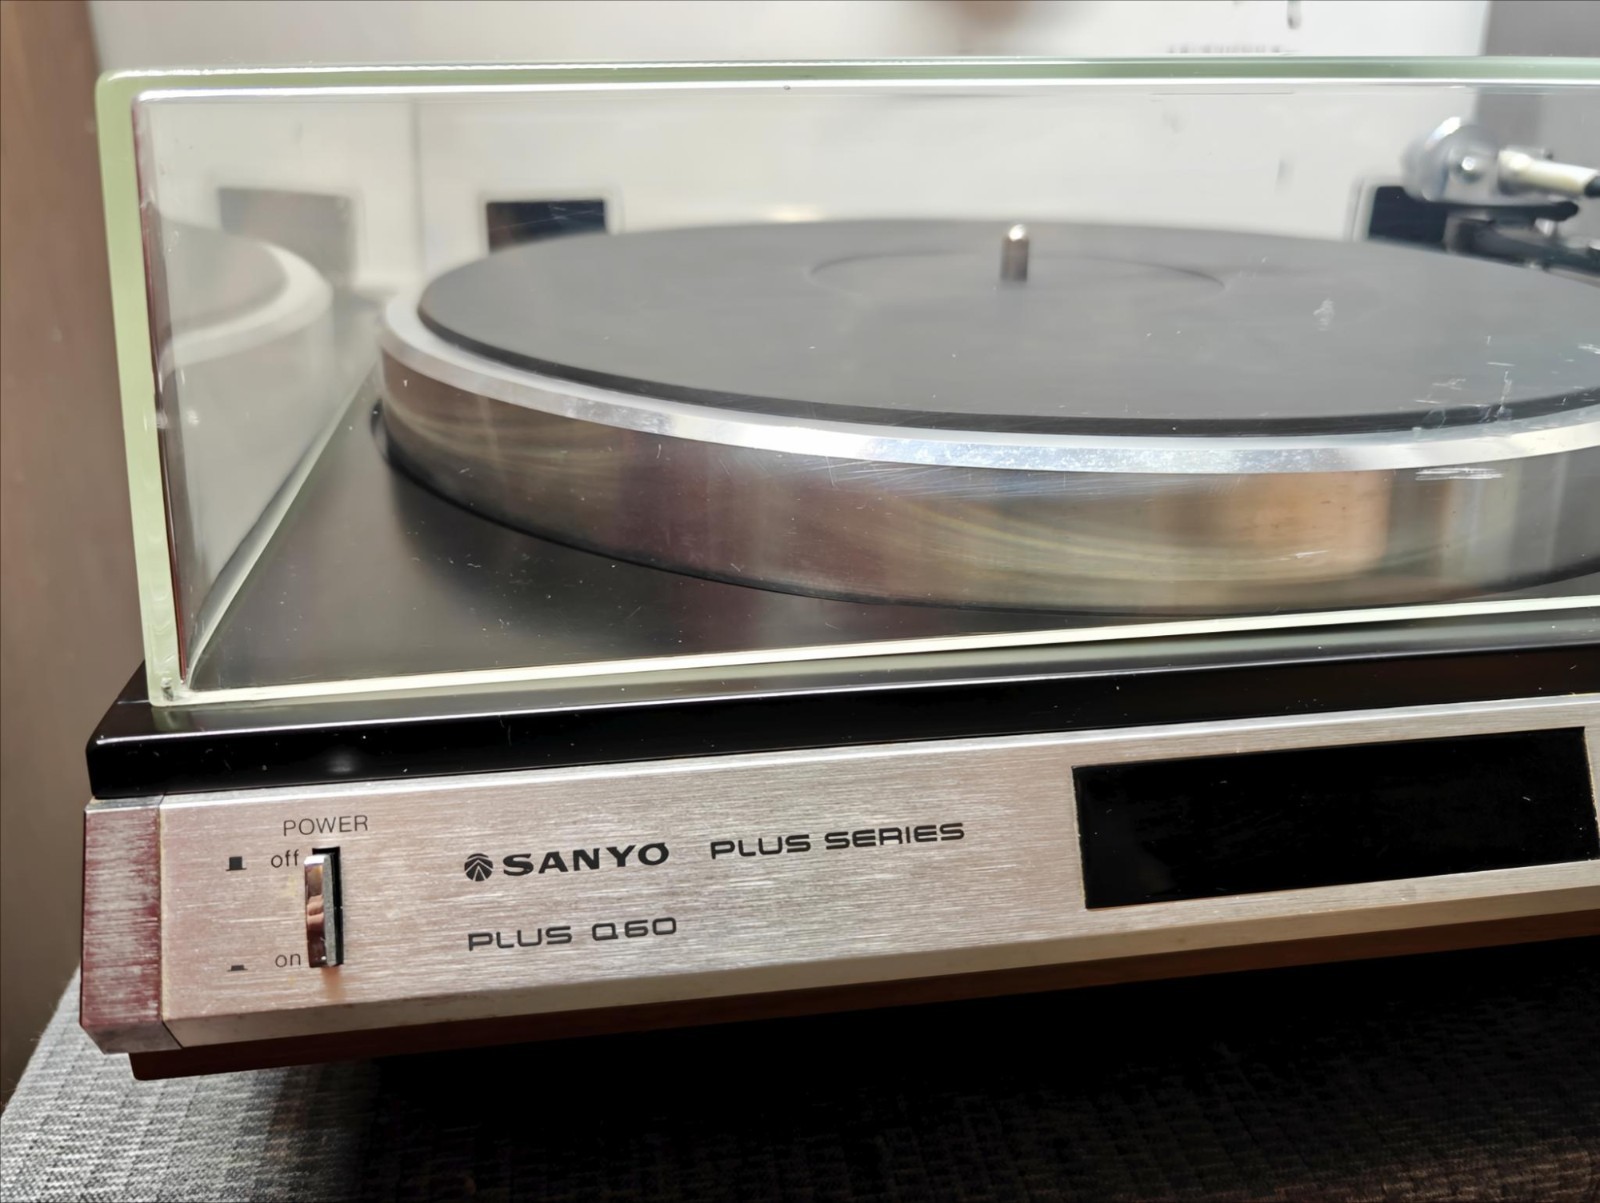 POWER
off
on
SANYO PLUS SERIES
PLUS Q60